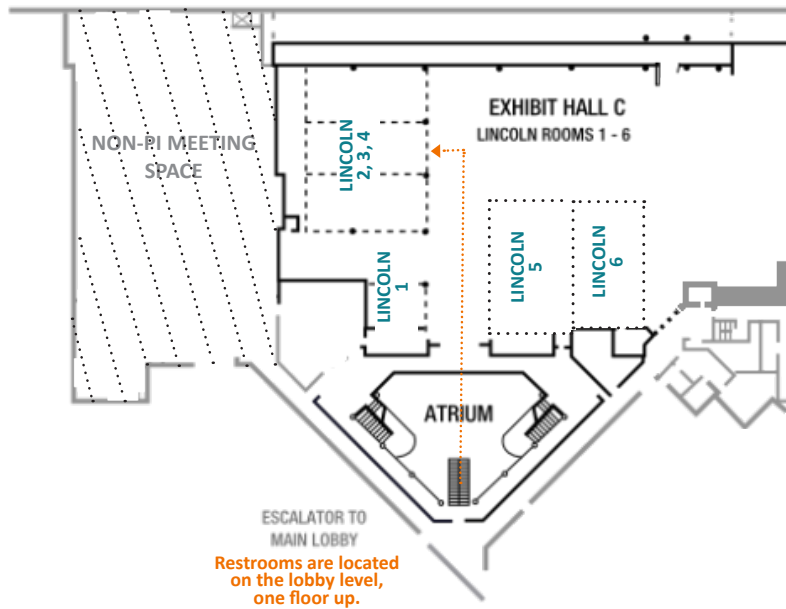 EXHIBIT HALL C
LINCOLN ROOMS 1 - 6
NON-PI MEETING
SPACE
LINCOLN
2, 3, 4
LINCOLN
1
LINCOLN
5
LINCOLN
6
ATRIUM
ESCALATOR TO
MAIN LOBBY
Restrooms are located
on the lobby level,
one floor up.